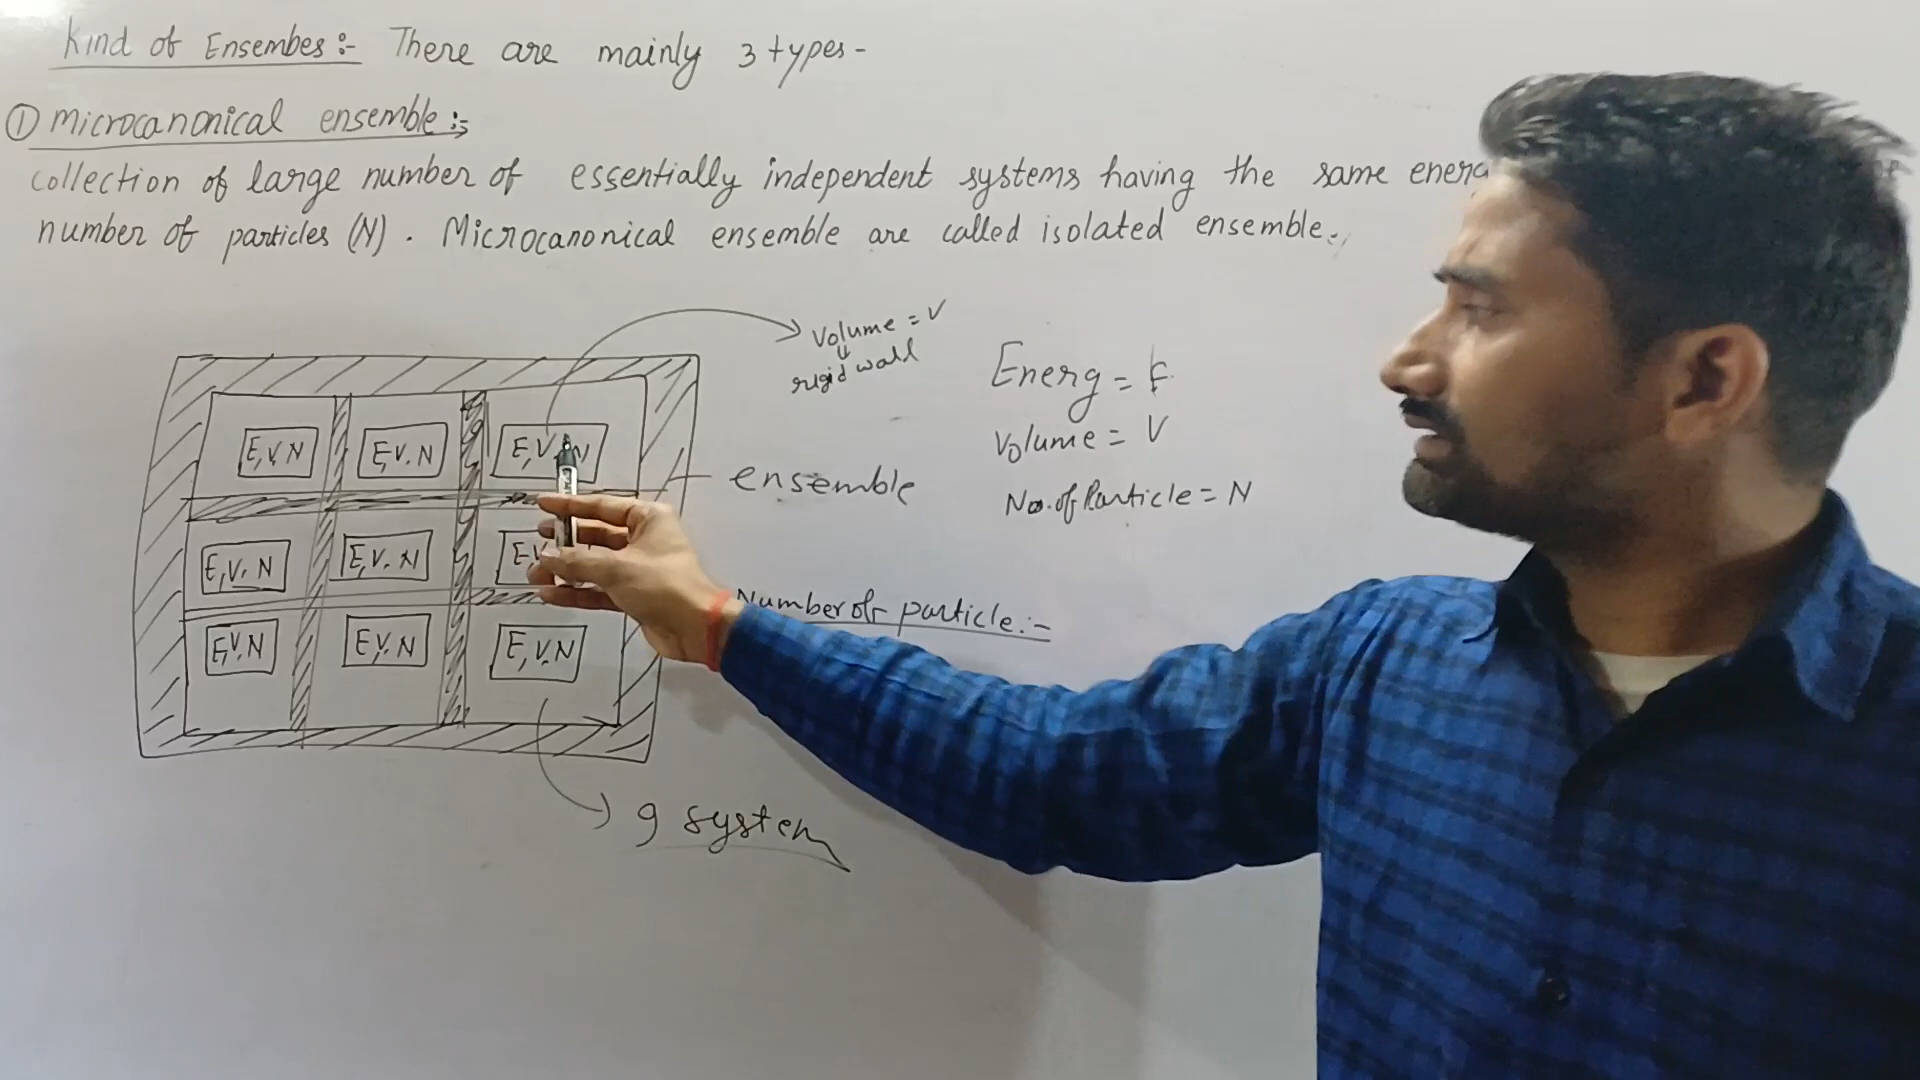 Kind of Ensembes:- There are mainly 3 types-
① Microcanonical ensemble:-
collection of large number of essentially independent systems having the same energ
number of particles (N). Microcanonical ensemble are called isolated ensemble.
Volume = V
rigid wall
Energy = E
Volume = V
No. of Particle = N
E,V,N E,V,N E,V,N
ensemble
E,V,N E,V,N E,V
Number of particle:-
E,V,N E,V,N E,V,N
9 system